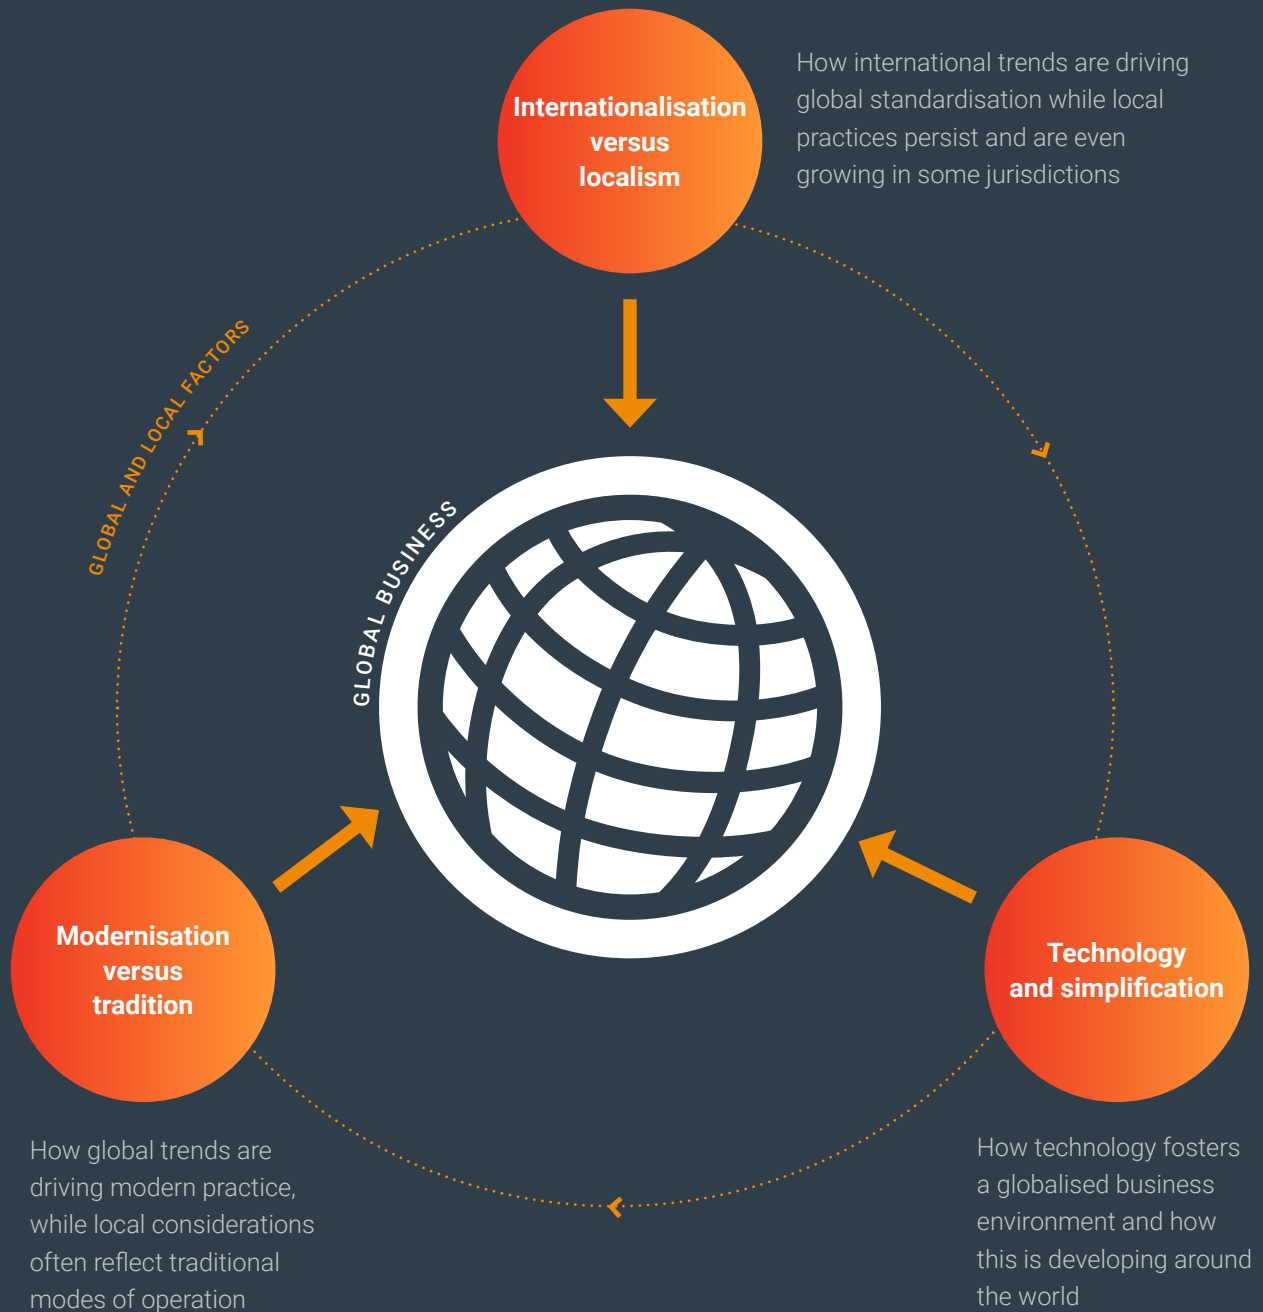 Internationalisation
versus
localism
How international trends are driving
global standardisation while local
practices persist and are even
growing in some jurisdictions
GLOBAL AND LOCAL FACTORS
GLOBAL BUSINESS
Modernisation
versus
tradition
How global trends are
driving modern practice,
while local considerations
often reflect traditional
modes of operation
Technology
and simplification
How technology fosters
a globalised business
environment and how
this is developing around
the world